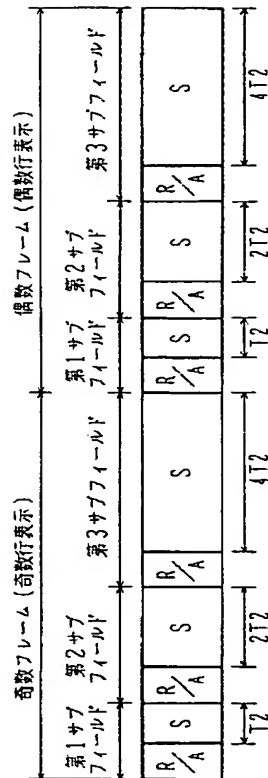 奇数フレーム(奇数行表示)
偶数フレーム(偶数行表示)
第1サブフィールド
第2サブフィールド
第3サブフィールド
第1サブフィールド
第2サブフィールド
第3サブフィールド
R/A
S
R/A
S
R/A
S
R/A
S
R/A
S
R/A
S
T2
2T2
4T2
T2
2T2
4T2